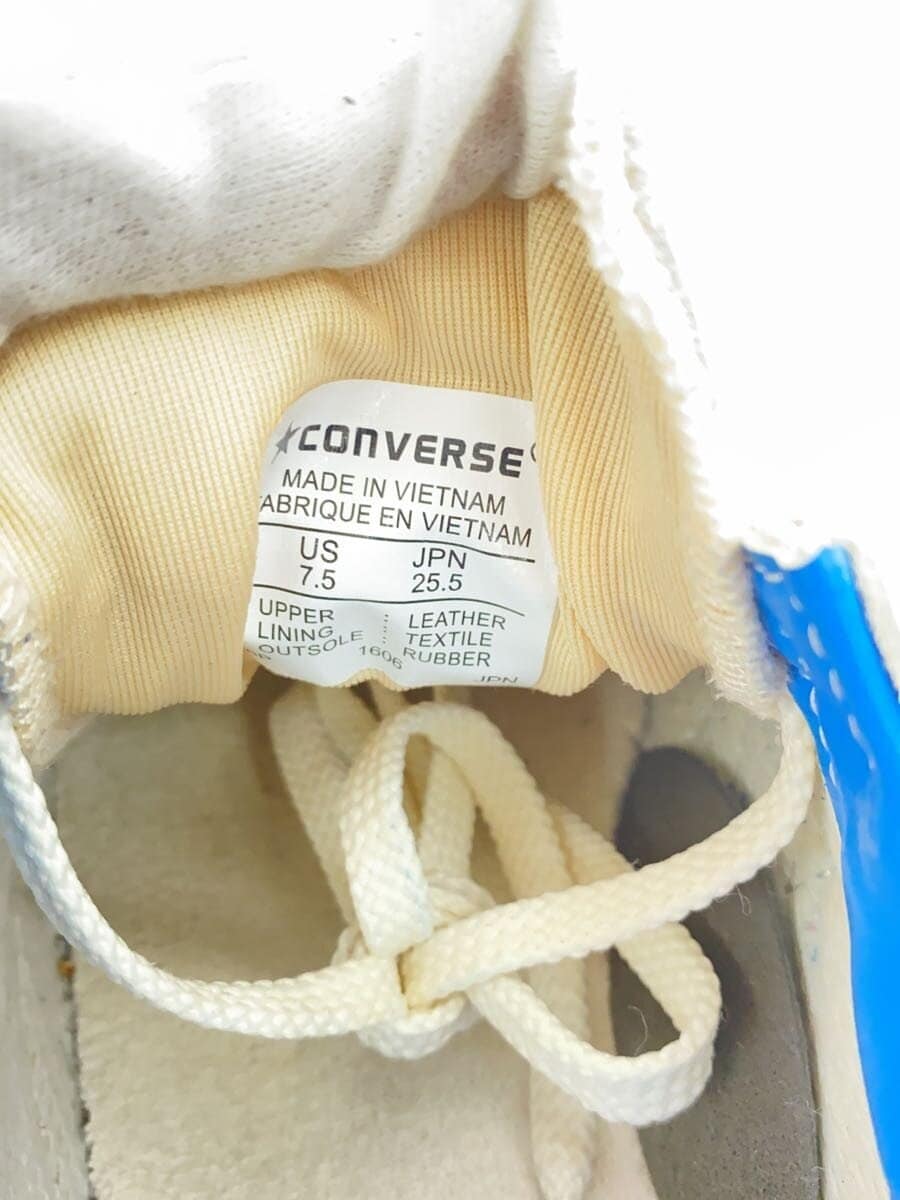 CONVERSE
MADE IN VIETNAM
FABRIQUE EN VIETNAM
US JPN
7.5 25.5
UPPER : LEATHER
LINING : TEXTILE
OUTSOLE : RUBBER
1606
JPN